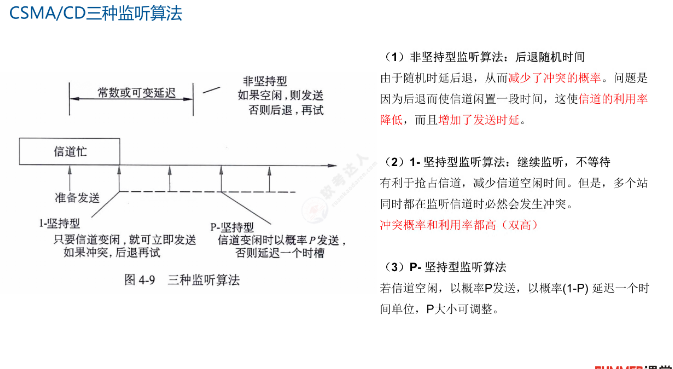 CSMA/CD三种监听算法
常数或可变延迟
非坚持型
如果空闲,则发送
否则后退,再试
信道忙
准备发送
1-坚持型
只要信道变闲,就可立即发送
如果冲突,后退再试
P-坚持型
信道变闲时以概率P发送,
否则延迟一个时槽
图 4-9 三种监听算法
软考达人
(1)非坚持型监听算法:后退随机时间
由于随机时延后退,从而减少了冲突的概率。问题是
因为后退而使信道闲置一段时间,这使信道的利用率
降低,而且增加了发送时延。
(2)1- 坚持型监听算法:继续监听,不等待
有利于抢占信道,减少信道空闲时间。但是,多个站
同时都在监听信道时必然会发生冲突。
冲突概率和利用率都高(双高)
(3)P- 坚持型监听算法
若信道空闲,以概率P发送,以概率(1-P) 延迟一个时
间单位,P大小可调整。